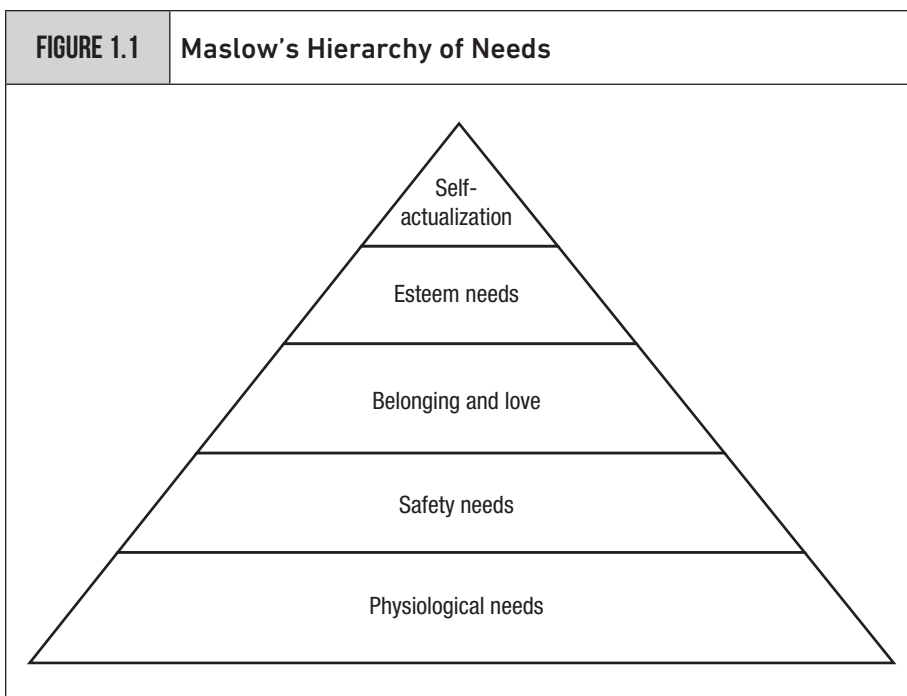 FIGURE 1.1
Maslow’s Hierarchy of Needs
Self-
actualization
Esteem needs
Belonging and love
Safety needs
Physiological needs